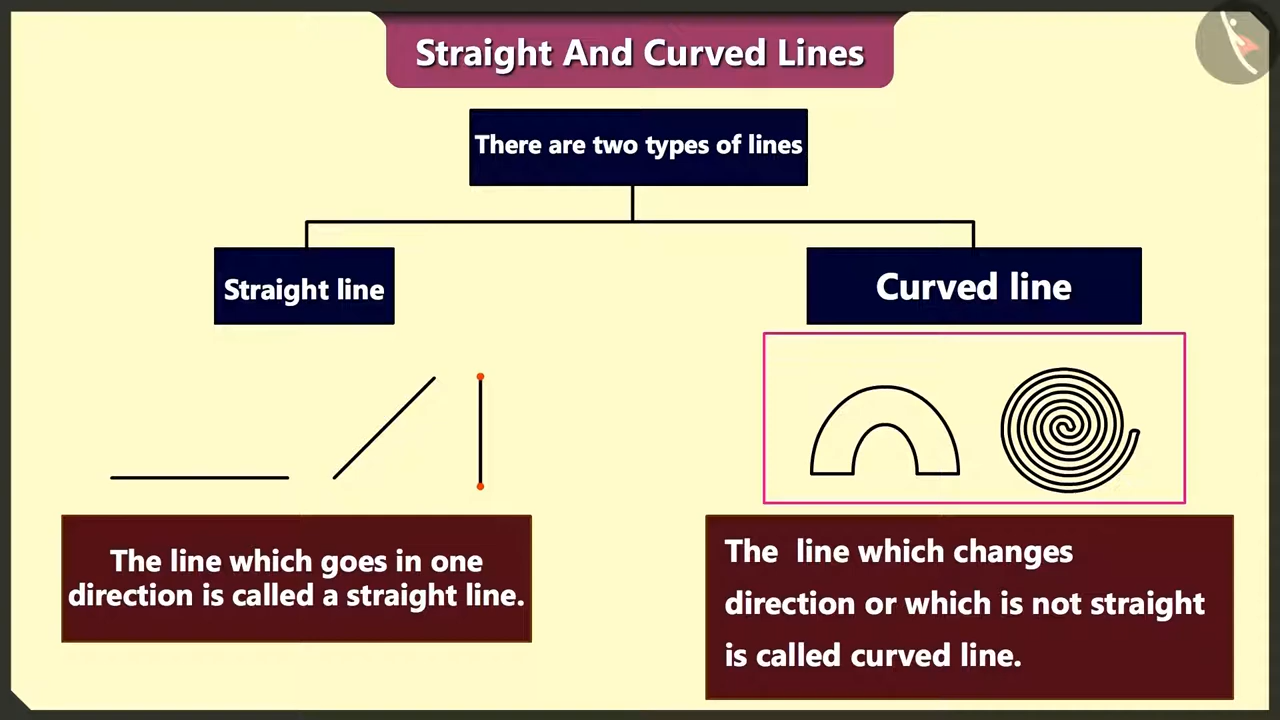 Straight And Curved Lines
There are two types of lines
Straight line
The line which goes in one
direction is called a straight line.
Curved line
The line which changes
direction or which is not straight
is called curved line.